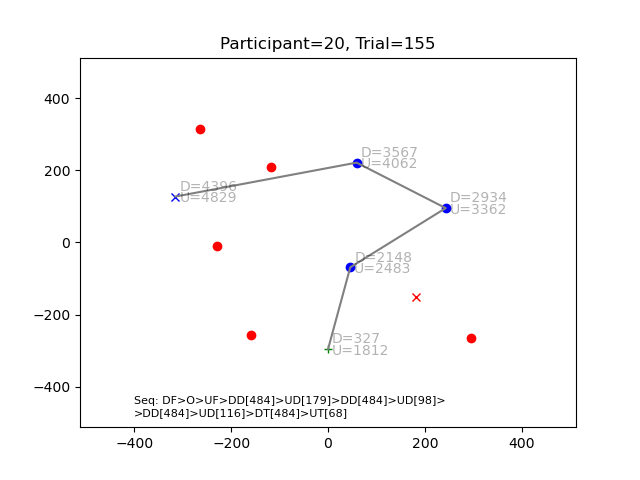 Participant=20, Trial=155
400
200
0
−200
−400
D=3567
U=4062
D=4396
U=4829
D=2934
U=3362
D=2148
U=2483
D=327
U=1812
Seq: DF>O>UF>DD[484]>UD[179]>DD[484]>UD[98]>
>DD[484]>UD[116]>DT[484]>UT[68]
−400
−200
0
200
400